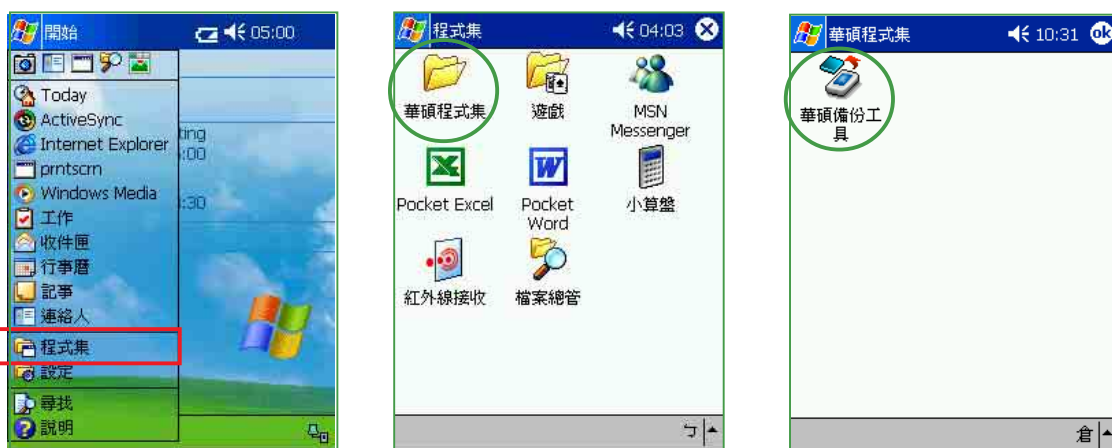 開始 05:00
Today
ActiveSync
Internet Explorer
prntscrn
Windows Media
工作
收件匣
行事曆
記事
連絡人
程式集
設定
尋找
說明
ting
:00
:30
程式集 04:03
華碩程式集
遊戲
MSN
Messenger
Pocket Excel
Pocket
Word
小算盤
紅外線接收
檔案總管
ㄅ
華碩程式集 10:31 ok
華碩備份工
具
倉